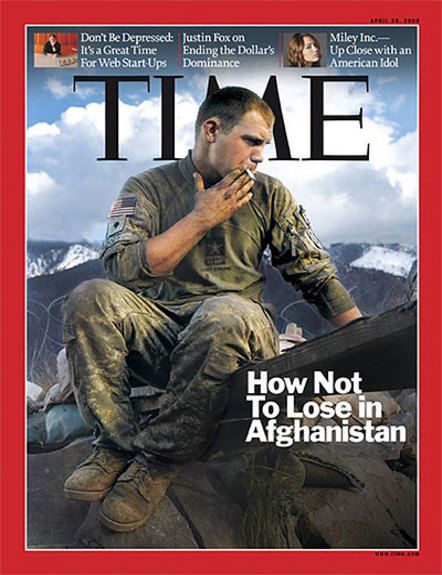 APRIL 20, 2009
Don't Be Depressed:
It's a Great Time
For Web Start-Ups
Justin Fox on
Ending the Dollar's
Dominance
Miley Inc.—
Up Close with an
American Idol
TIME
U.S. ARMY
STRONG
How Not
To Lose in
Afghanistan
www.time.com